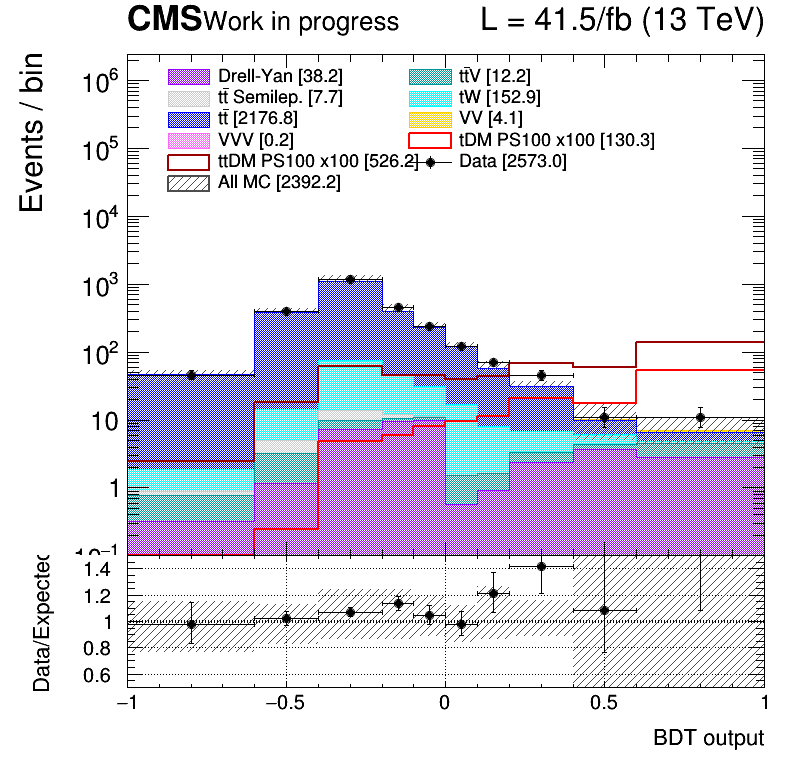 CMS Work in progress L = 41.5/fb (13 TeV)
Events / bin
Drell-Yan [38.2] tt̄V [12.2]
tt̄ Semilep. [7.7] tW [152.9]
tt̄ [2176.8] VV [4.1]
VVV [0.2] tDM PS100 x100 [130.3]
ttDM PS100 x100 [526.2] Data [2573.0]
All MC [2392.2]
10⁶
10⁵
10⁴
10³
10²
10
1
10⁻¹
Data/Expected
1.4
1.2
1
0.8
0.6
−1 −0.5 0 0.5 1
BDT output